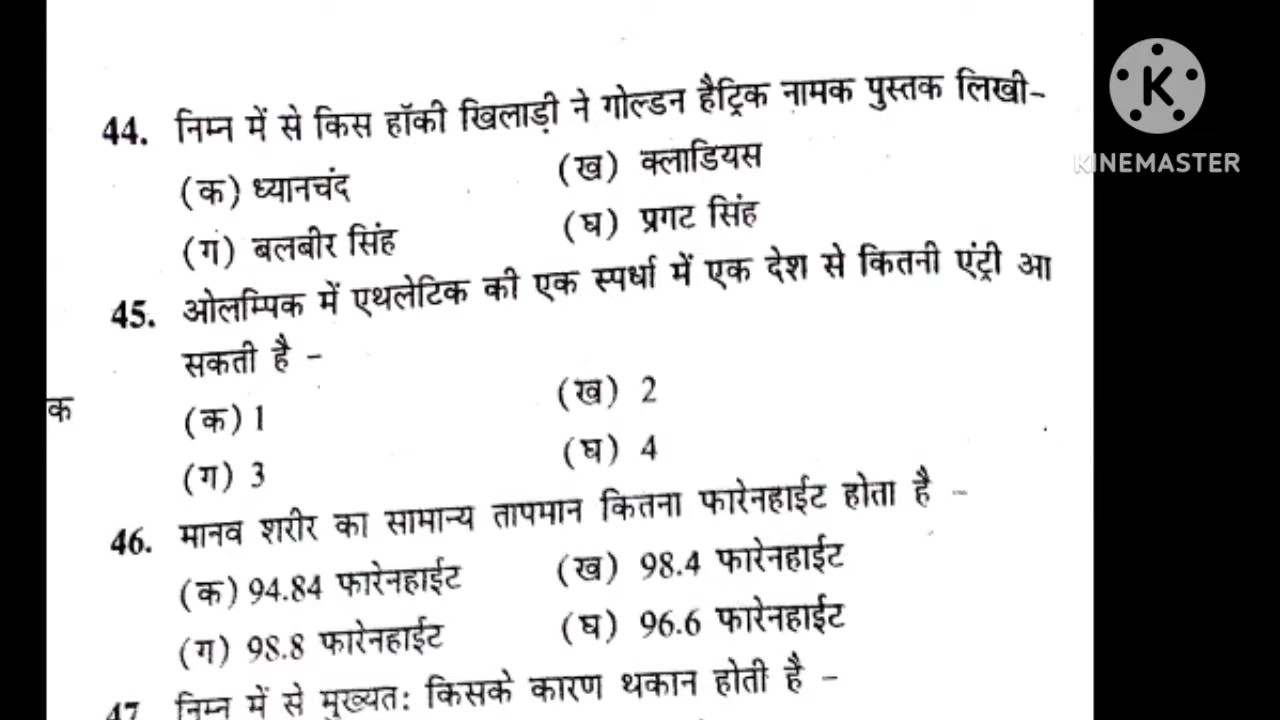 44. निम्न में से किस हॉकी खिलाड़ी ने गोल्डन हैट्रिक नामक पुस्तक लिखी-
(क) ध्यानचंद (ख) क्लाडियस
(ग) बलबीर सिंह (घ) प्रगट सिंह
45. ओलम्पिक में एथलेटिक की एक स्पर्धा में एक देश से कितनी एंट्री आ
सकती है -
(क) 1 (ख) 2
(ग) 3 (घ) 4
क
46. मानव शरीर का सामान्य तापमान कितना फारेनहाईट होता है -
(क) 94.84 फारेनहाईट (ख) 98.4 फारेनहाईट
(ग) 98.8 फारेनहाईट (घ) 96.6 फारेनहाईट
47 निम्न में से मुख्यत: किसके कारण थकान होती है -
K
KINEMASTER